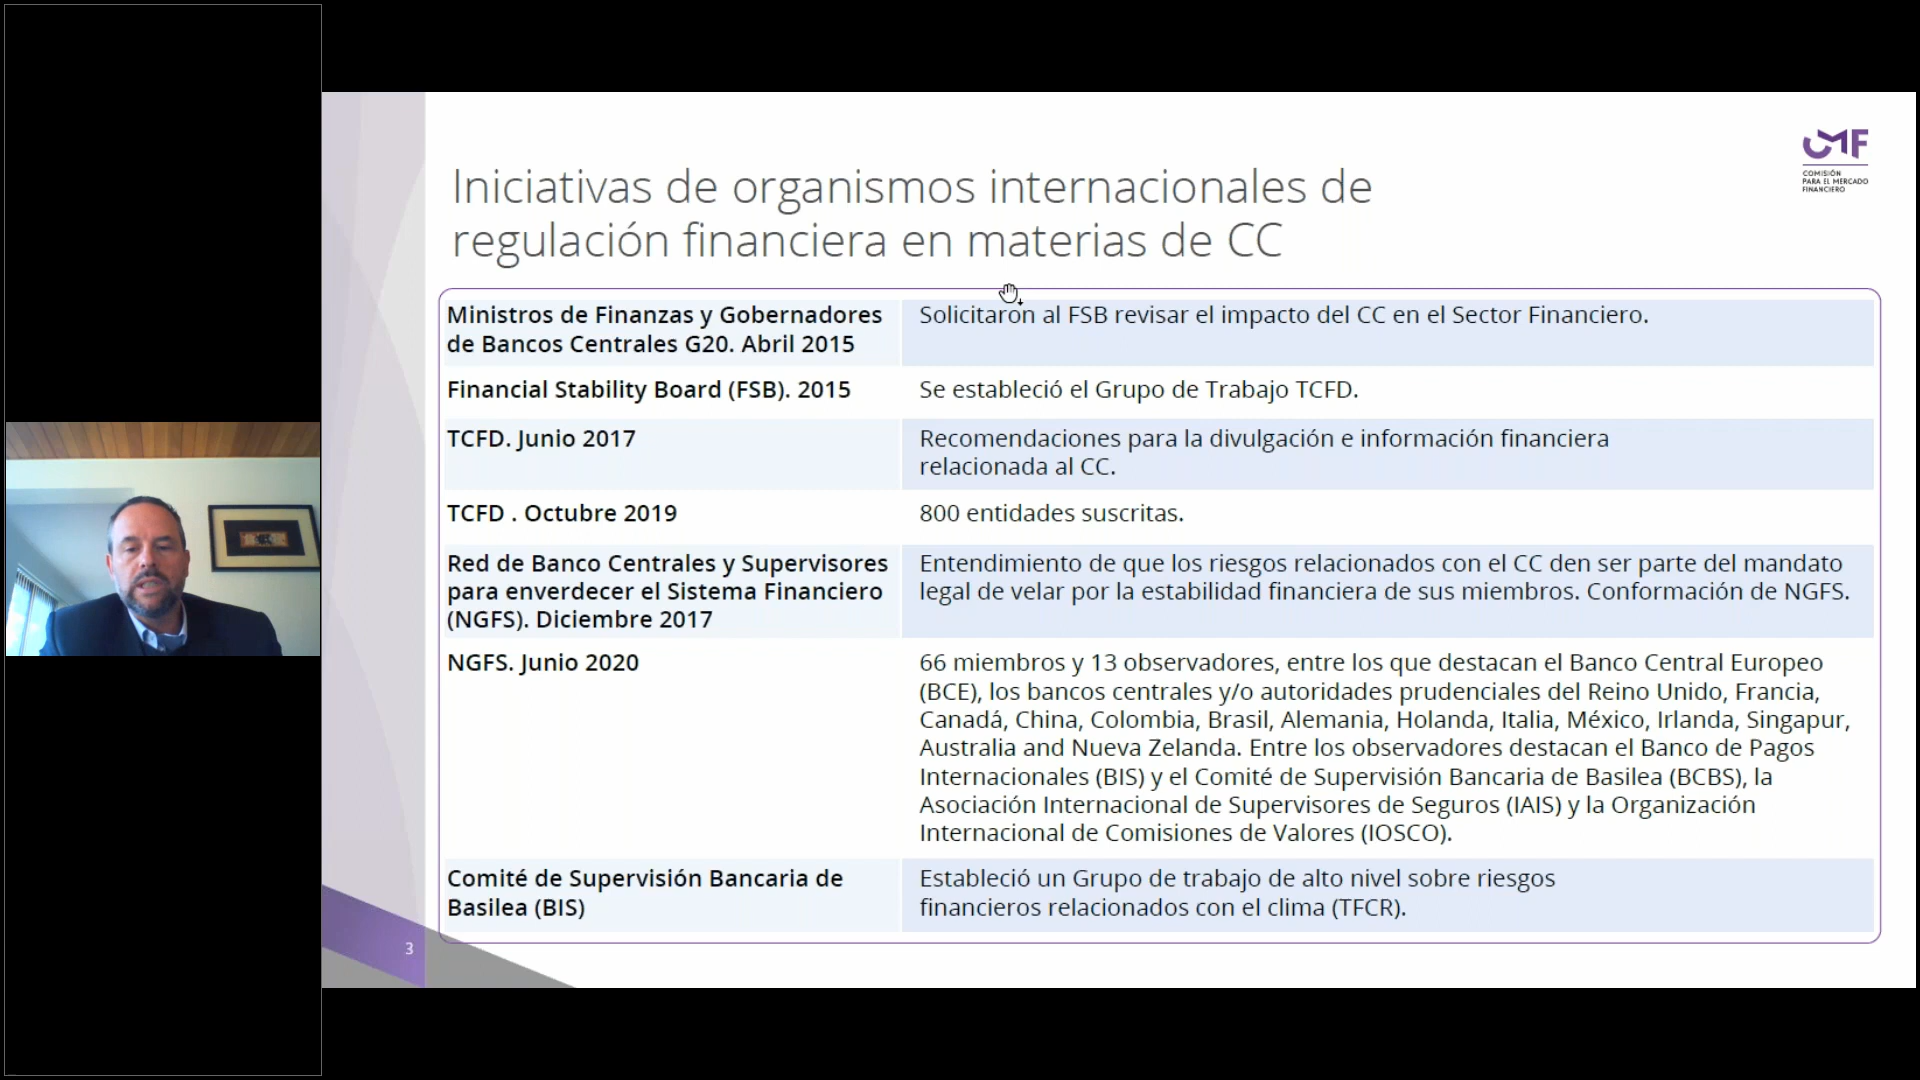 CMF
COMISIÓN
PARA EL MERCADO
FINANCIERO
Iniciativas de organismos internacionales de
regulación financiera en materias de CC
Ministros de Finanzas y Gobernadores
de Bancos Centrales G20. Abril 2015
Solicitaron al FSB revisar el impacto del CC en el Sector Financiero.
Financial Stability Board (FSB). 2015
Se estableció el Grupo de Trabajo TCFD.
TCFD. Junio 2017
Recomendaciones para la divulgación e información financiera
relacionada al CC.
TCFD . Octubre 2019
800 entidades suscritas.
Red de Banco Centrales y Supervisores
para enverdecer el Sistema Financiero
(NGFS). Diciembre 2017
Entendimiento de que los riesgos relacionados con el CC den ser parte del mandato
legal de velar por la estabilidad financiera de sus miembros. Conformación de NGFS.
NGFS. Junio 2020
66 miembros y 13 observadores, entre los que destacan el Banco Central Europeo
(BCE), los bancos centrales y/o autoridades prudenciales del Reino Unido, Francia,
Canadá, China, Colombia, Brasil, Alemania, Holanda, Italia, México, Irlanda, Singapur,
Australia and Nueva Zelanda. Entre los observadores destacan el Banco de Pagos
Internacionales (BIS) y el Comité de Supervisión Bancaria de Basilea (BCBS), la
Asociación Internacional de Supervisores de Seguros (IAIS) y la Organización
Internacional de Comisiones de Valores (IOSCO).
Comité de Supervisión Bancaria de
Basilea (BIS)
Estableció un Grupo de trabajo de alto nivel sobre riesgos
financieros relacionados con el clima (TFCR).
3